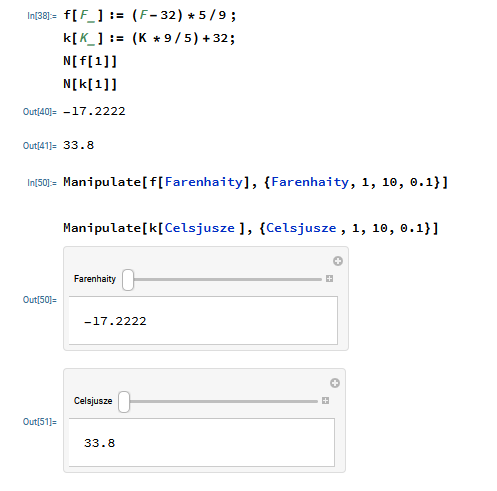 In[38]:= f[F_] := (F-32)*5/9;
k[K_] := (K*9/5)+32;
N[f[1]]
N[k[1]]
Out[40]= -17.2222
Out[41]= 33.8
In[50]:= Manipulate[f[Farenhaity], {Farenhaity, 1, 10, 0.1}]
Manipulate[k[Celsjusze], {Celsjusze, 1, 10, 0.1}]
Farenhaity
Out[50]=
-17.2222
Celsjusze
Out[51]=
33.8